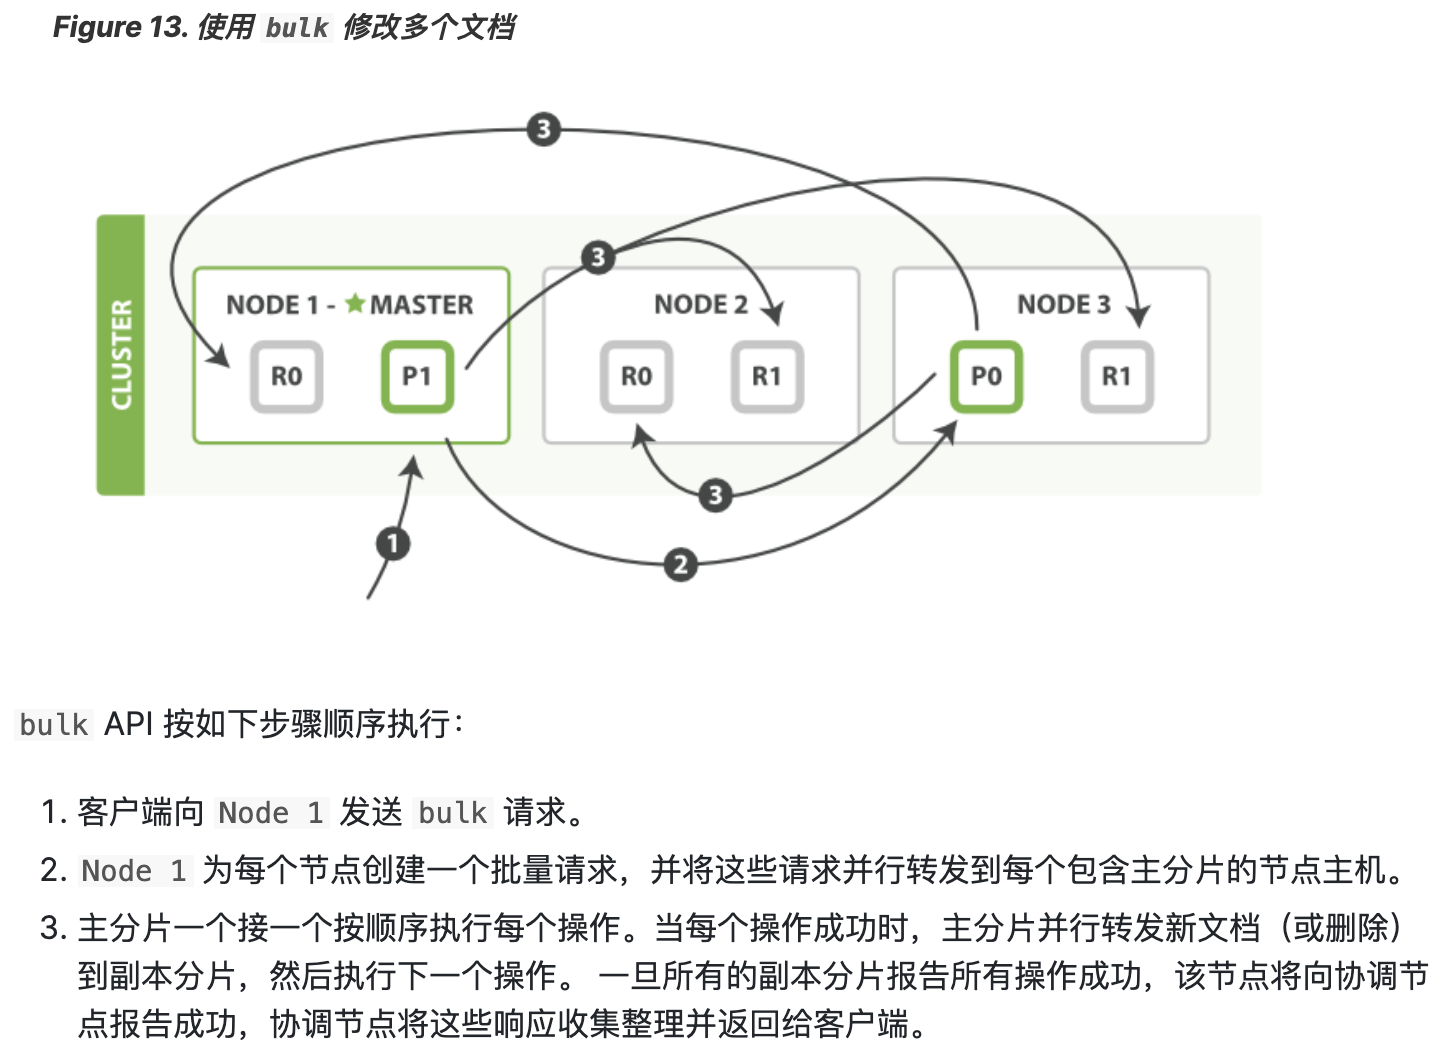 Figure 13. 使用 bulk 修改多个文档
3
3
CLUSTER
NODE 1 - ★MASTER
NODE 2
NODE 3
R0
P1
R0
R1
P0
R1
3
1
2
bulk API 按如下步骤顺序执行：
1. 客户端向 Node 1 发送 bulk 请求。
2. Node 1 为每个节点创建一个批量请求，并将这些请求并行转发到每个包含主分片的节点主机。
3. 主分片一个接一个按顺序执行每个操作。当每个操作成功时，主分片并行转发新文档（或删除）
到副本分片，然后执行下一个操作。 一旦所有的副本分片报告所有操作成功，该节点将向协调节
点报告成功，协调节点将这些响应收集整理并返回给客户端。